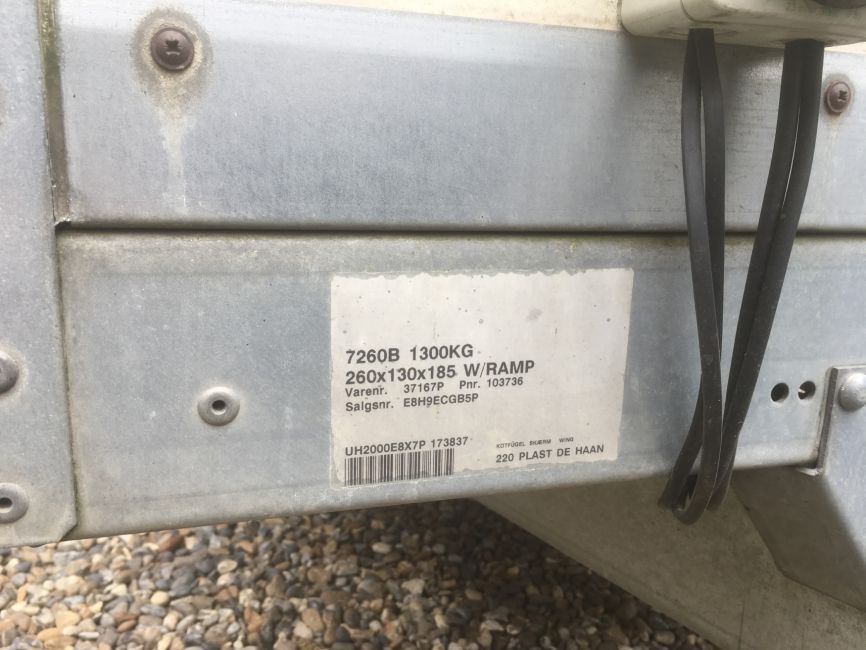 7260B 1300KG
260x130x185 W/RAMP
Varenr. 37167P Pnr. 103736
Salgsnr. E8H9ECGB5P
UH2000E8X7P 173837
KOTFÜGEL SKJERM WING
220 PLAST DE HAAN